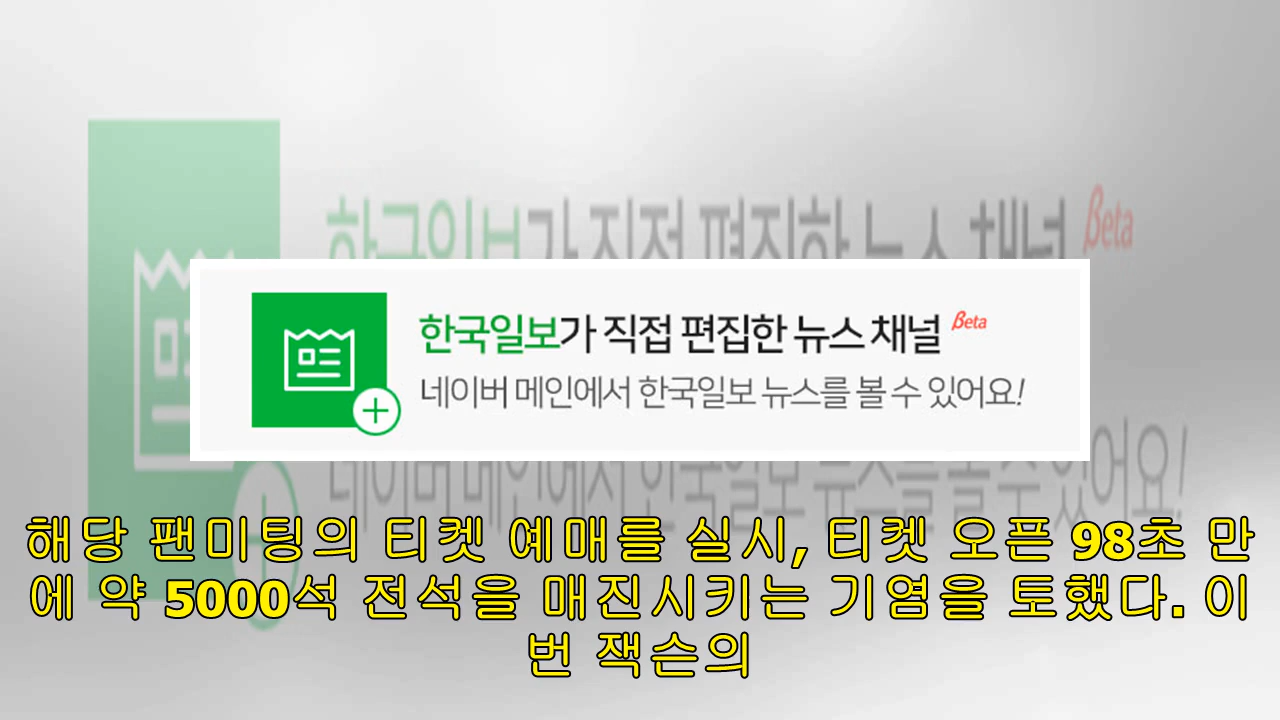 한국일보가 직접 편집한 뉴스 채널 Beta
네이버 메인에서 한국일보 뉴스를 볼 수 있어요!
해당 팬미팅의 티켓 예매를 실시, 티켓 오픈 98초 만
에 약 5000석 전석을 매진시키는 기염을 토했다. 이
번 잭슨의